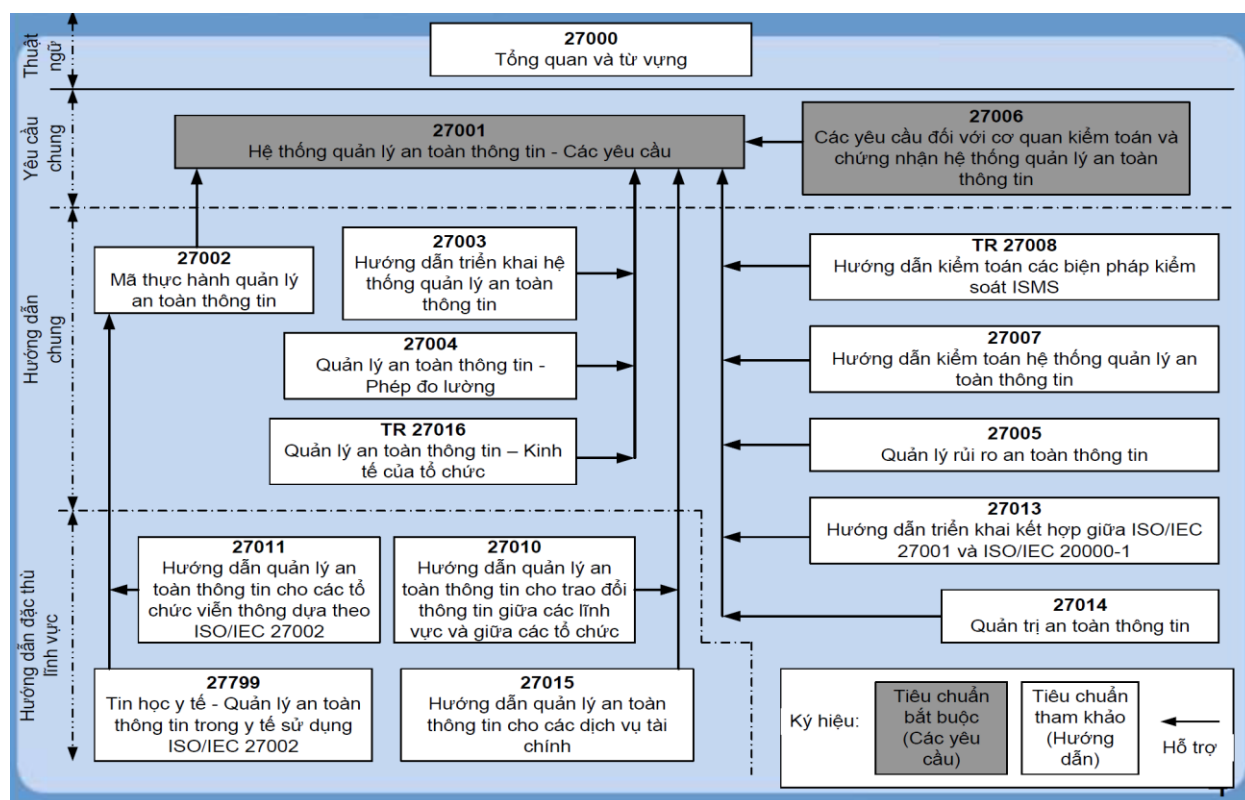 Thuật
ngữ
27000
Tổng quan và từ vựng
Yêu cầu
chung
27001
Hệ thống quản lý an toàn thông tin - Các yêu cầu
27006
Các yêu cầu đối với cơ quan kiểm toán và
chứng nhận hệ thống quản lý an toàn
thông tin
Hướng dẫn
chung
27002
Mã thực hành quản lý
an toàn thông tin
27003
Hướng dẫn triển khai hệ
thống quản lý an toàn
thông tin
27004
Quản lý an toàn thông tin -
Phép đo lường
TR 27016
Quản lý an toàn thông tin – Kinh
tế của tổ chức
TR 27008
Hướng dẫn kiểm toán các biện pháp kiểm
soát ISMS
27007
Hướng dẫn kiểm toán hệ thống quản lý an
toàn thông tin
27005
Quản lý rủi ro an toàn thông tin
27013
Hướng dẫn triển khai kết hợp giữa ISO/IEC
27001 và ISO/IEC 20000-1
27014
Quản trị an toàn thông tin
Hướng dẫn đặc thù
lĩnh vực
27011
Hướng dẫn quản lý an
toàn thông tin cho các tổ
chức viễn thông dựa theo
ISO/IEC 27002
27010
Hướng dẫn quản lý an
toàn thông tin cho trao đổi
thông tin giữa các lĩnh
vực và giữa các tổ chức
27799
Tin học y tế - Quản lý an toàn
thông tin trong y tế sử dụng
ISO/IEC 27002
27015
Hướng dẫn quản lý an toàn
thông tin cho các dịch vụ tài
chính
Ký hiệu:
Tiêu chuẩn
bắt buộc
(Các yêu
cầu)
Tiêu chuẩn
tham khảo
(Hướng
dẫn)
Hỗ trợ